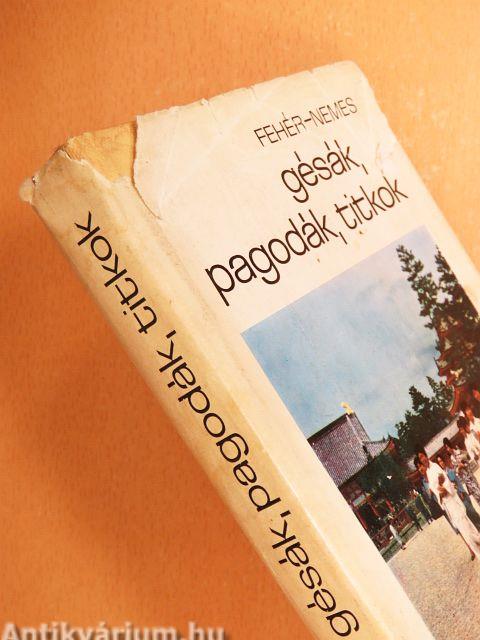 FEHÉR-NEMES
gésák,
pagodák, titkok
gésák, pagodák, titkok
Antikvárium.hu